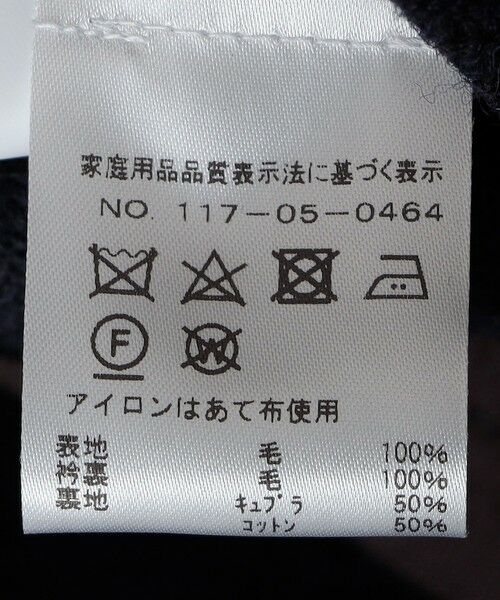 家庭用品品質表示法に基づく表示
NO. 117-05-0464
F W
アイロンはあて布使用
表地 毛 100%
衿裏 毛 100%
裏地 キュプラ 50%
コットン 50%